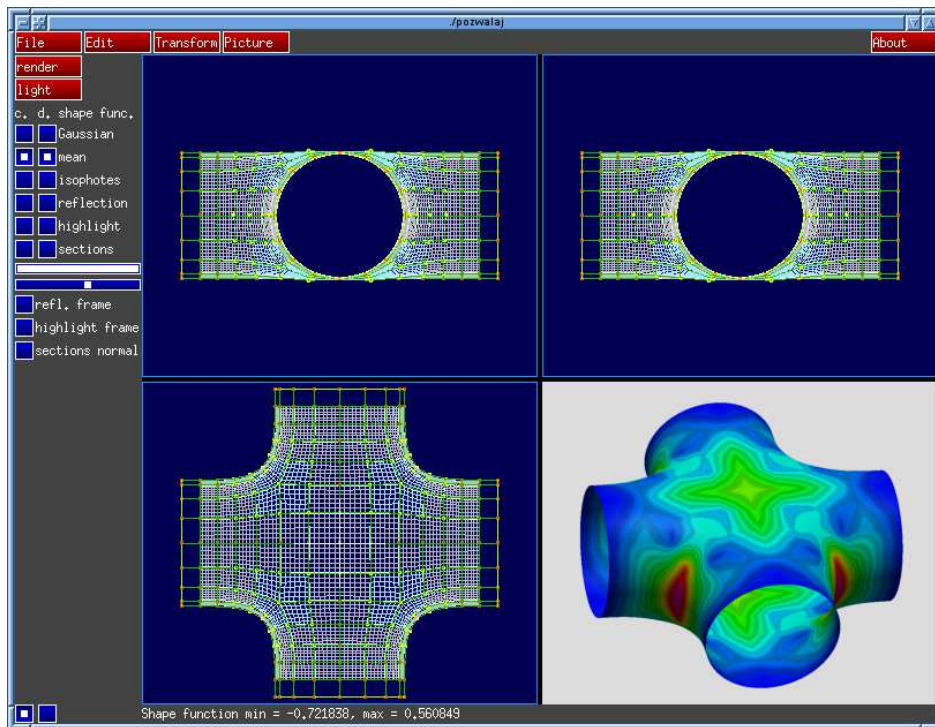 ./pozwalaj
File Edit Transform Picture About
render
light
c. d. shape func.
Gaussian
mean
isophotes
reflection
highlight
sections
refl. frame
highlight frame
sections normal
Shape function min = -0.721838, max = 0.560849